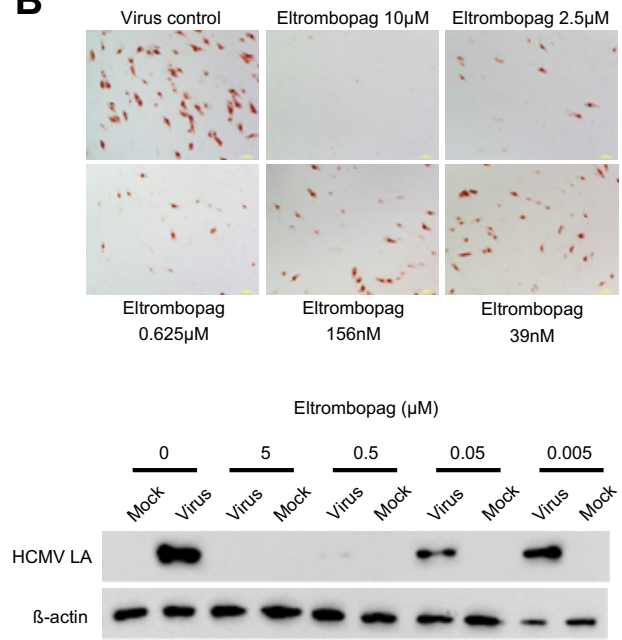 B
Virus control Eltrombopag 10µM Eltrombopag 2.5µM
Eltrombopag Eltrombopag Eltrombopag
0.625µM 156nM 39nM
Eltrombopag (µM)
0 5 0.5 0.05 0.005
Mock Virus Virus Mock Virus Mock Virus Mock Virus Mock
HCMV LA
ß-actin